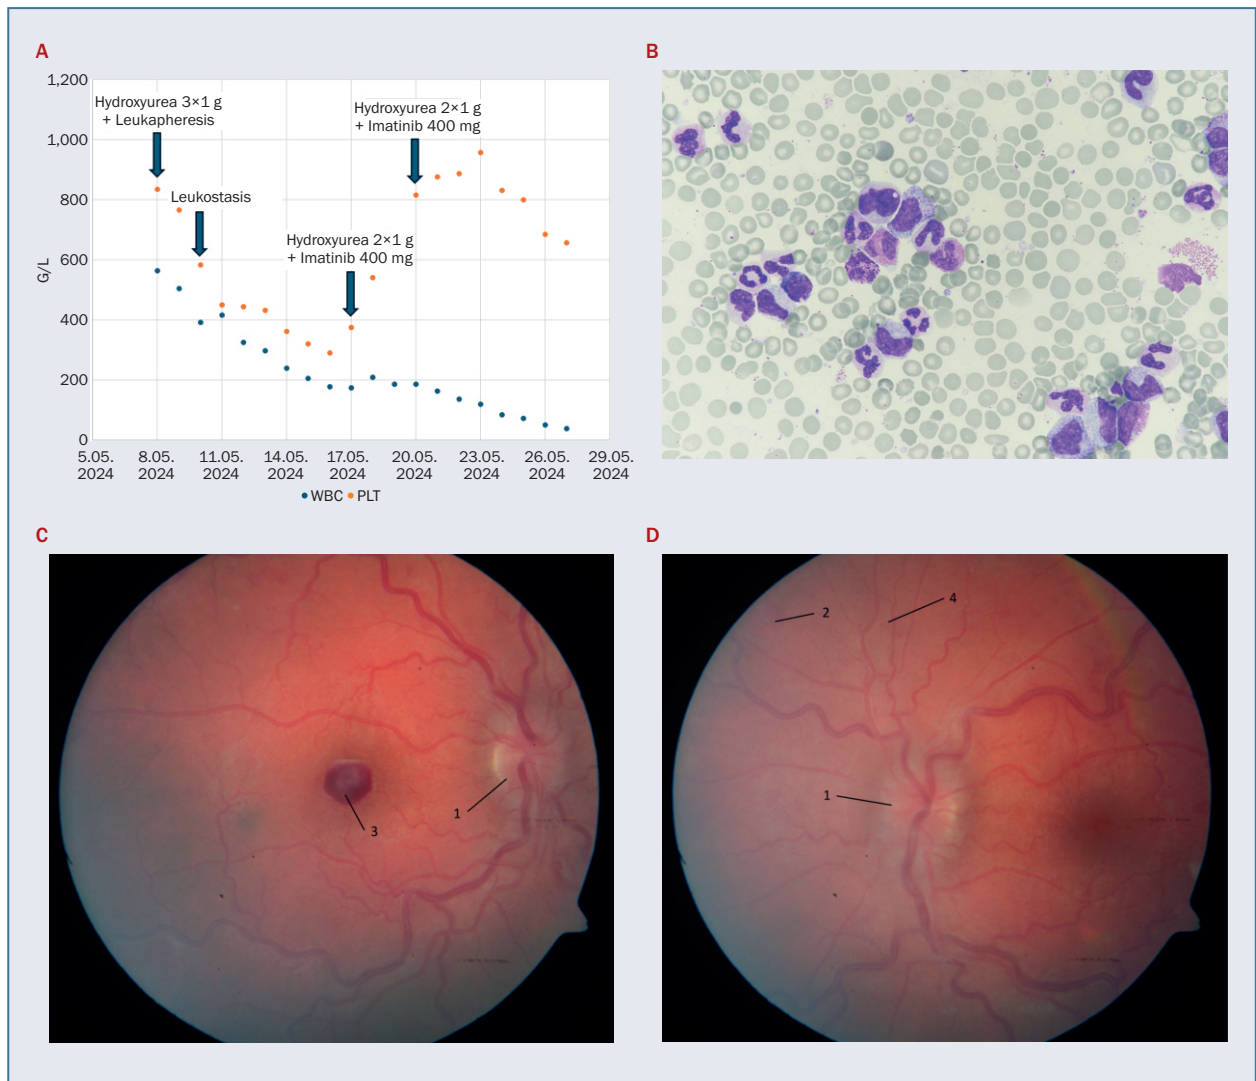 A
B
1,200
1,000
800
600
400
200
0
G/L
Hydroxyurea 3×1 g
+ Leukapheresis
Leukostasis
Hydroxyurea 2×1 g
+ Imatinib 400 mg
Hydroxyurea 2×1 g
+ Imatinib 400 mg
5.05. 8.05. 11.05. 14.05. 17.05. 20.05. 23.05. 26.05. 29.05.
2024 2024 2024 2024 2024 2024 2024 2024 2024
WBC PLT
C
D
1
3
2
4
1